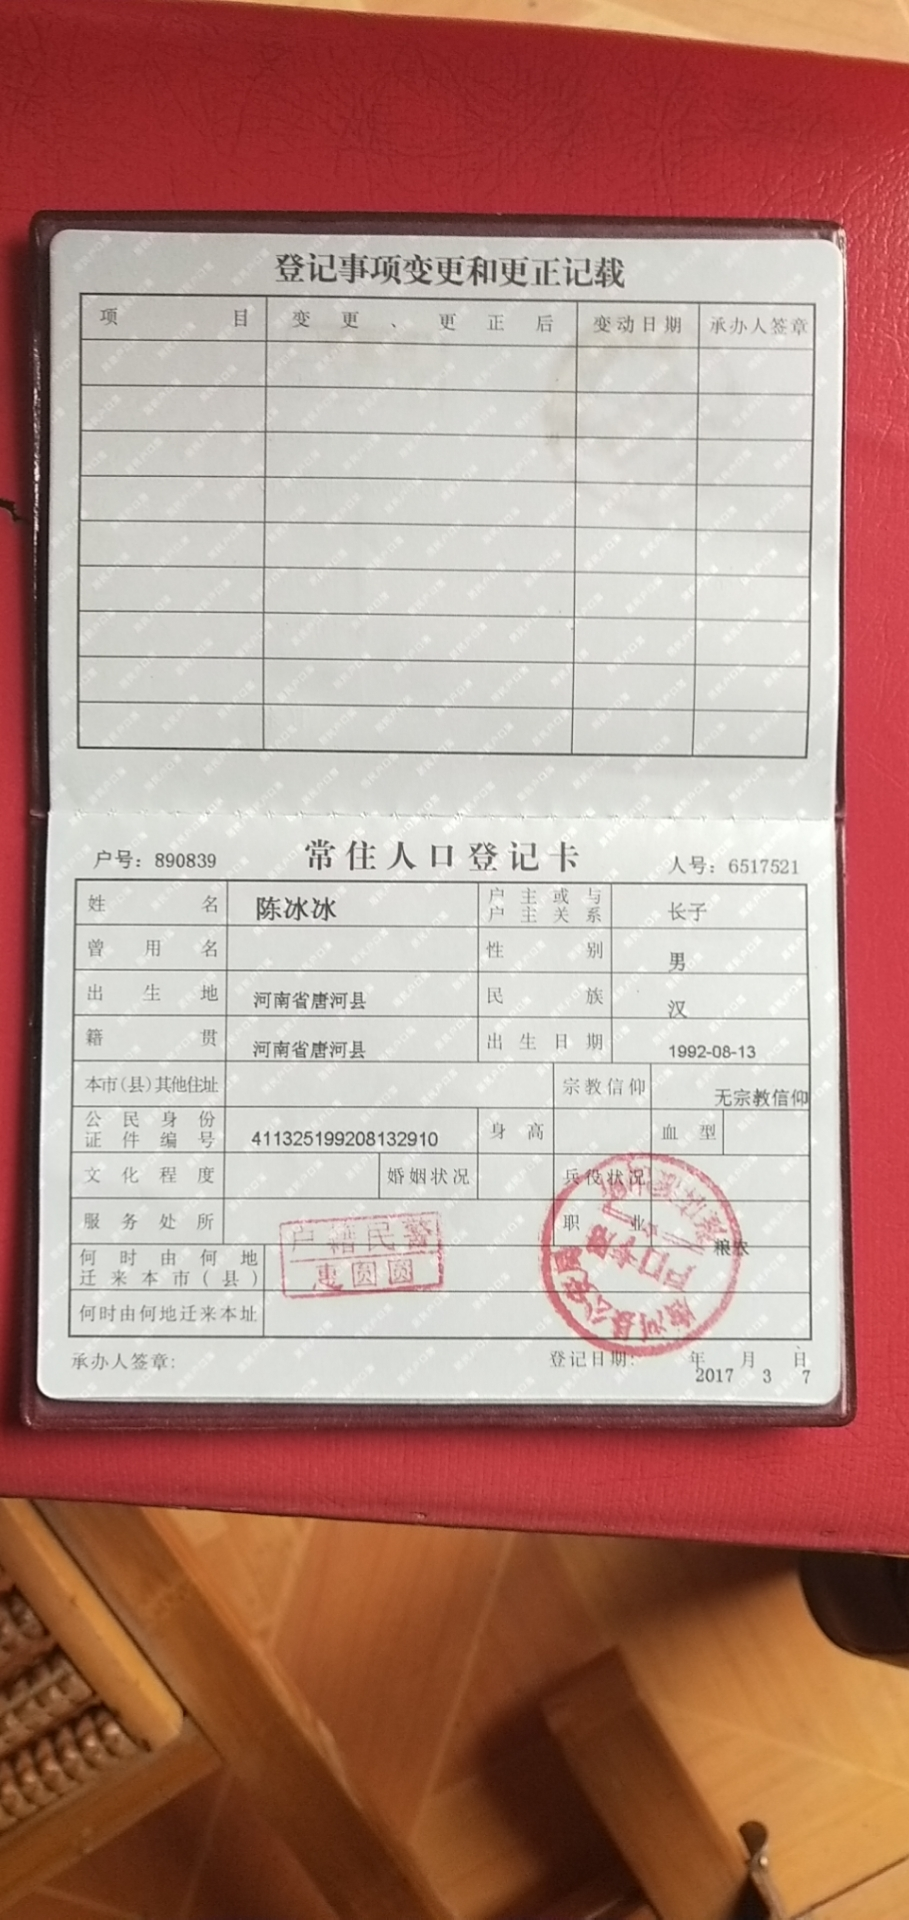 登记事项变更和更正记载
项目 变更、更正后 变动日期 承办人签章
户号：890839 常住人口登记卡 人号：6517521
姓名 陈冰冰 户主或与户主关系 长子
曾用名 性别 男
出生地 河南省唐河县 民族 汉
籍贯 河南省唐河县 出生日期 1992-08-13
本市（县）其他住址 宗教信仰 无宗教信仰
公民身份证件编号 411325199208132910 身高 血型
文化程度 婚姻状况 兵役状况
服务处所 职业 粮农
户籍民警
惠圆圆
何时由何地迁来本市（县）
何时由何地迁来本址
承办人签章： 登记日期： 年 月 日
2017 3 7